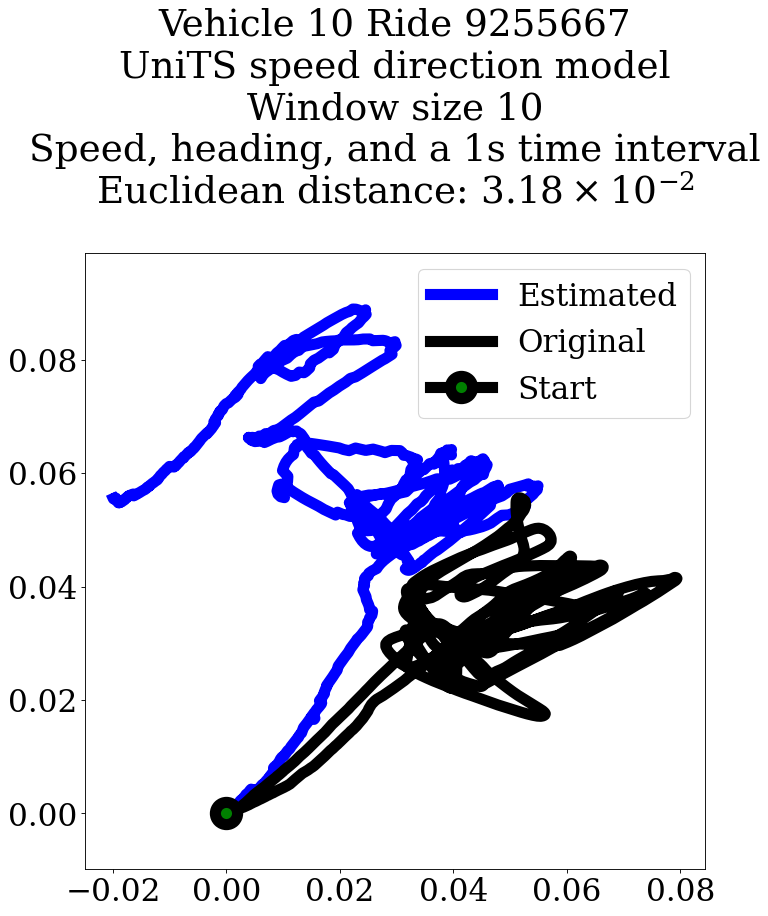 Vehicle 10 Ride 9255667
UniTS speed direction model
Window size 10
Speed, heading, and a 1s time interval
Euclidean distance: 3.18 × 10⁻²
Estimated
Original
Start
0.08
0.06
0.04
0.02
0.00
−0.02 0.00 0.02 0.04 0.06 0.08